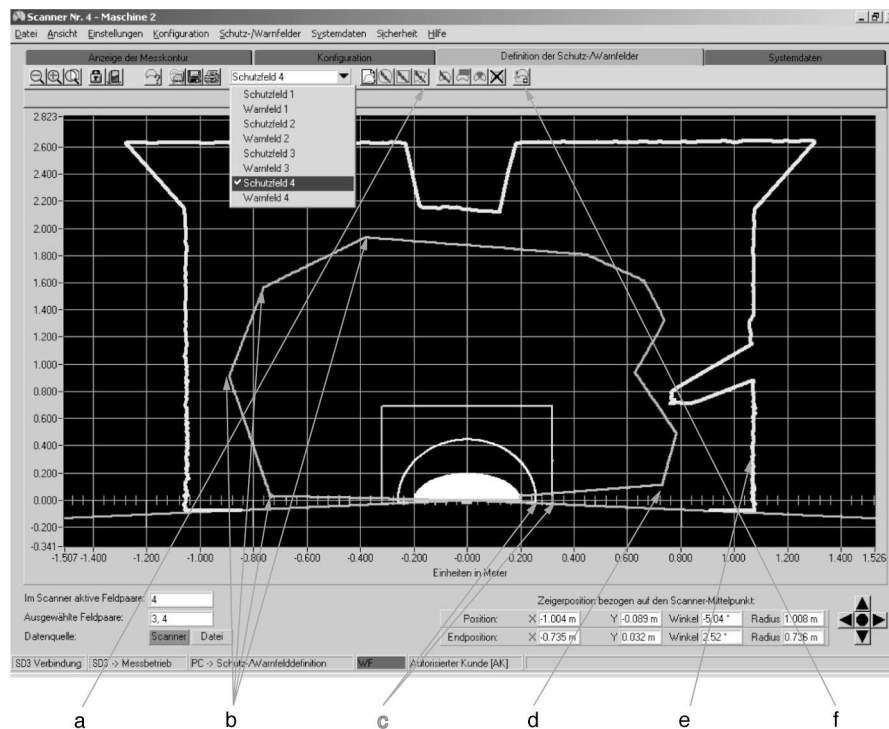 Scanner Nr. 4 - Maschine 2
Datei Ansicht Einstellungen Konfiguration Schutz-/Warnfelder Systemdaten Sicherheit Hilfe
Anzeige der Messkontur Konfiguration Definition der Schutz-/Warnfelder Systemdaten
Schutzfeld 4
Schutzfeld 1
Warnfeld 1
Schutzfeld 2
Warnfeld 2
Schutzfeld 3
Warnfeld 3
Schutzfeld 4
Warnfeld 4
2.823
2.600
2.400
2.200
2.000
1.800
1.600
1.400
1.200
1.000
0.800
0.600
0.400
0.200
0.000
-0.200
-0.341
-1.507 -1.400 -1.200 -1.000 -0.800 -0.600 -0.400 -0.200 -0.000 0.200 0.400 0.600 0.800 1.000 1.200 1.400 1.526
Einheiten in Meter
Im Scanner aktive Feldpaare: 4
Ausgewählte Feldpaare: 3, 4
Datenquelle: Scanner Datei
Zeigerposition bezogen auf den Scanner-Mittelpunkt:
Position: X -1.004 m Y -0.089 m Winkel -5.04 ° Radius 1.008 m
Endposition: X -0.735 m Y 0.032 m Winkel 2.52 ° Radius 0.736 m
SD3 Verbindung SD3 -> Messbetrieb PC -> Schutz-/Warnfelddefinition WF Autorisierter Kunde [AK]
a b c d e f